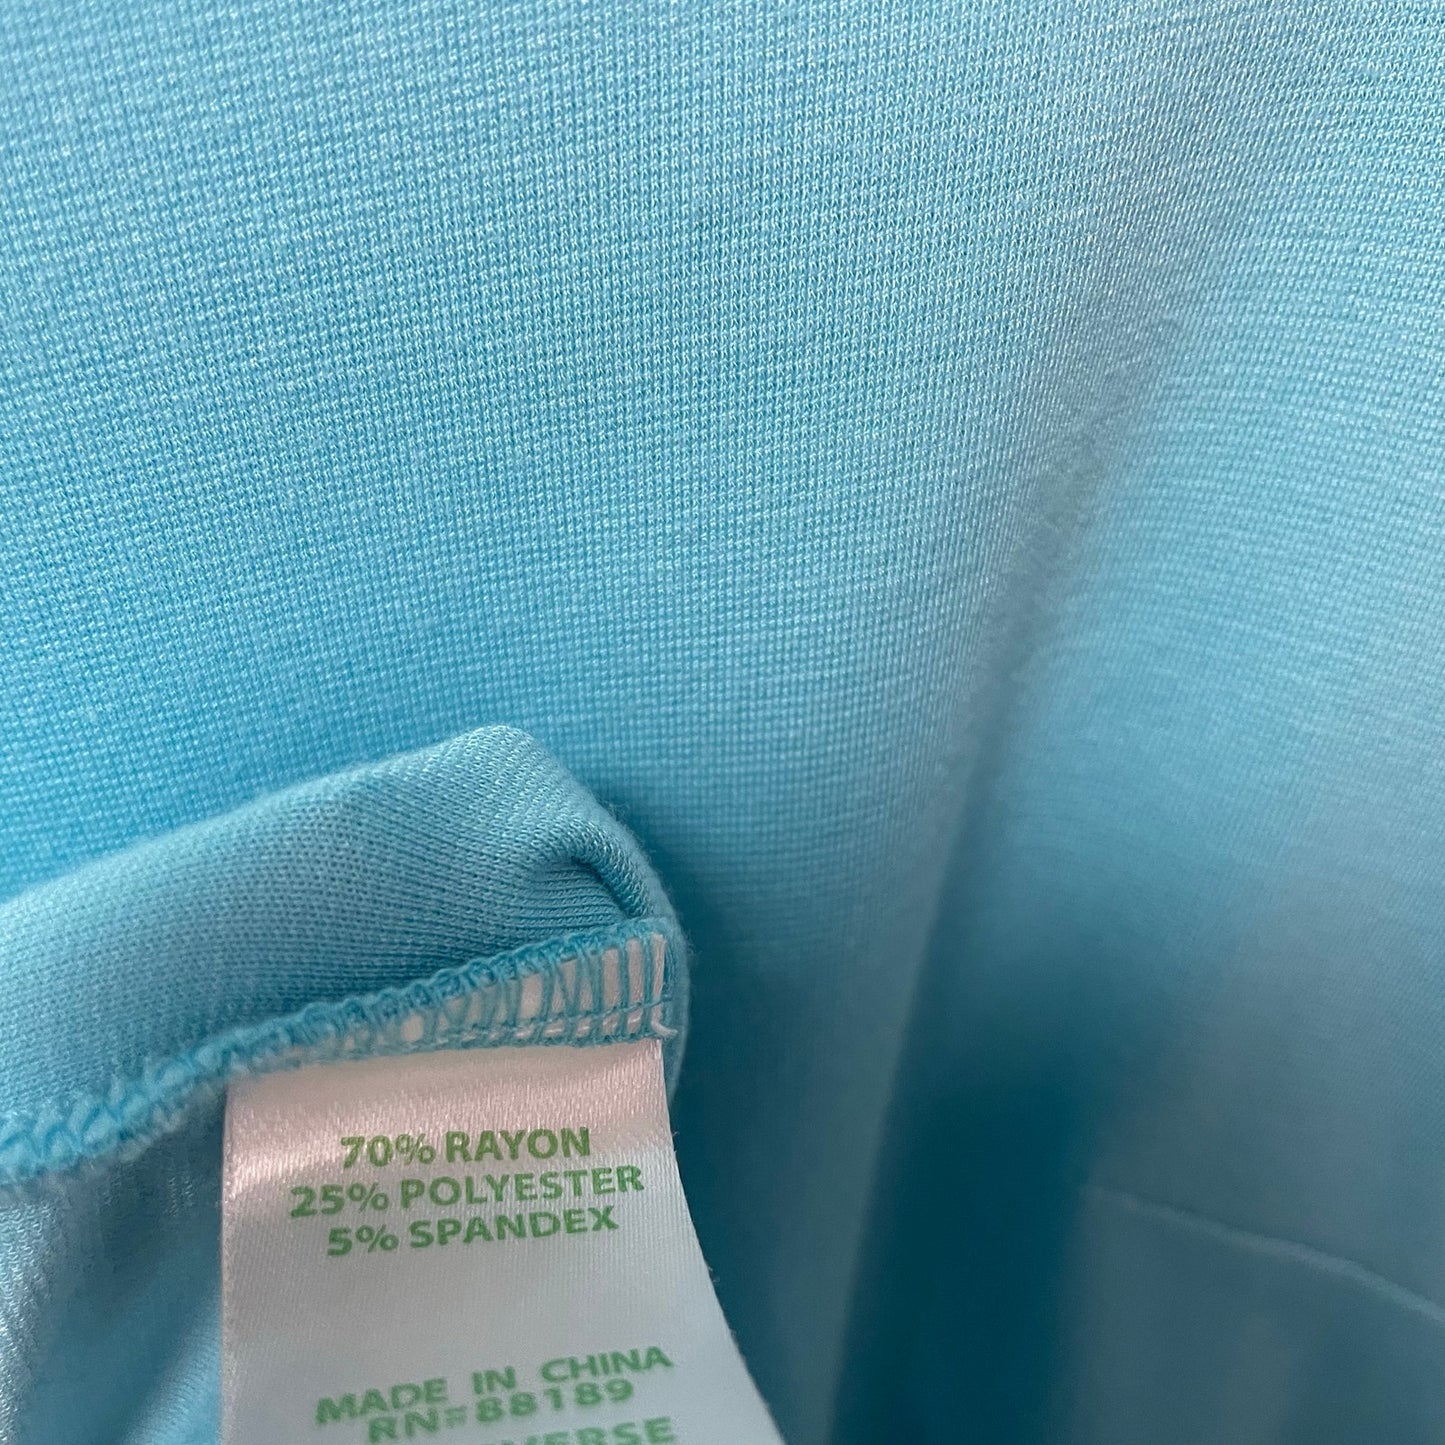 70% RAYON
25% POLYESTER
5% SPANDEX
MADE IN CHINA
RN#88189